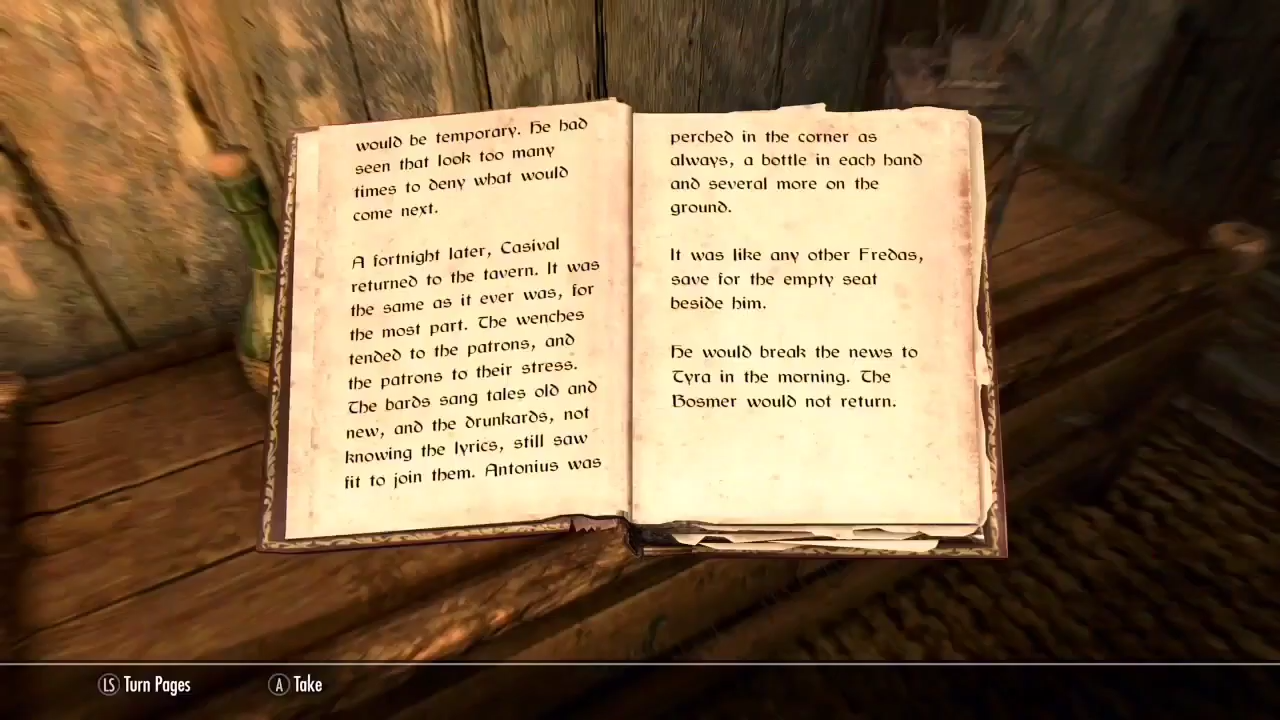 would be temporary. He had
seen that look too many
times to deny what would
come next.
A fortnight later, Casival
returned to the tavern. It was
the same as it ever was, for
the most part. The wenches
tended to the patrons, and
the patrons to their stress.
The bards sang tales old and
new, and the drunkards, not
knowing the lyrics, still saw
fit to join them. Antonius was
perched in the corner as
always, a bottle in each hand
and several more on the
ground.
It was like any other Fredas,
save for the empty seat
beside him.
He would break the news to
Tyra in the morning. The
Bosmer would not return.
LS Turn Pages
A Take